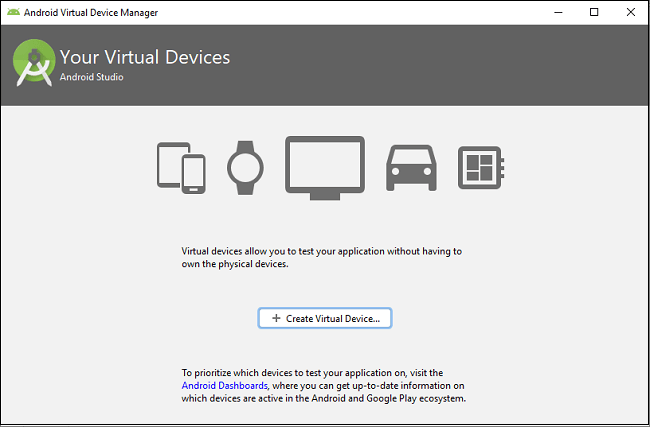 Android Virtual Device Manager
Your Virtual Devices
Android Studio
Virtual devices allow you to test your application without having to
own the physical devices.
+ Create Virtual Device...
To prioritize which devices to test your application on, visit the
Android Dashboards, where you can get up-to-date information on
which devices are active in the Android and Google Play ecosystem.